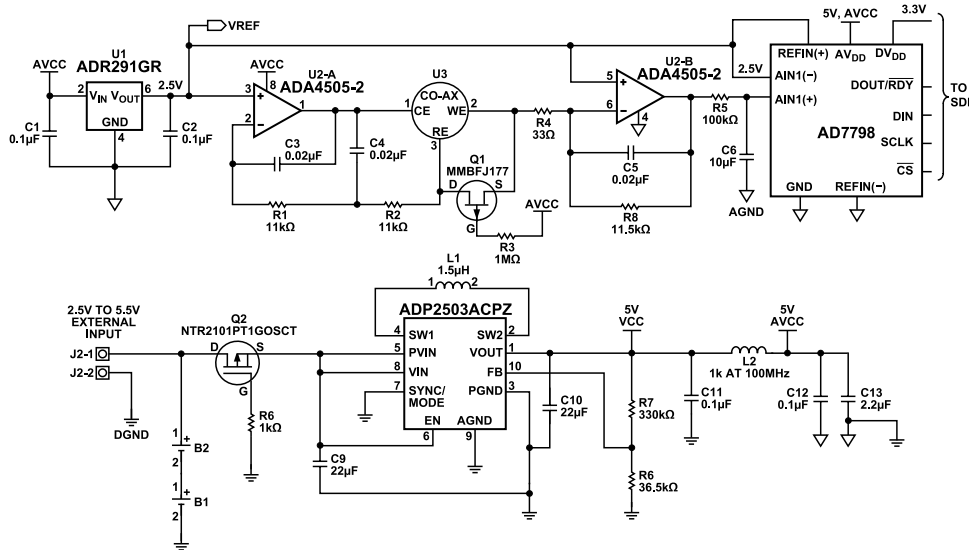 VREF
U1
ADR291GR
AVCC
2.5V
2
VIN VOUT
6
GND
4
C1
0.1µF
C2
0.1µF
AVCC
U2-A
ADA4505-2
8
3
+
1
2
–
C3
0.02µF
C4
0.02µF
R1
11kΩ
R2
11kΩ
U3
CO-AX
1
CE
WE
2
RE
3
Q1
MMBFJ177
D
S
G
AVCC
R3
1MΩ
R4
33Ω
U2-B
ADA4505-2
5
+
6
–
4
C5
0.02µF
R8
11.5kΩ
R5
100kΩ
C6
10µF
AGND
5V, AVCC
3.3V
REFIN(+)
AVDD
DVDD
2.5V
AIN1(–)
AIN1(+)
DOUT/RDY
DIN
SCLK
CS
AD7798
GND
REFIN(–)
TO
SDP
2.5V TO 5.5V
EXTERNAL
INPUT
J2-1
J2-2
DGND
Q2
NTR2101PT1GOSCT
D
S
G
R6
1kΩ
1
+
B2
2
1
+
B1
2
L1
1.5µH
1
2
ADP2503ACPZ
4
SW1
SW2
2
5
PVIN
VOUT
1
8
VIN
FB
10
7
SYNC/
MODE
PGND
3
EN
AGND
6
9
C9
22µF
C10
22µF
5V
VCC
R7
330kΩ
R6
36.5kΩ
C11
0.1µF
L2
1k AT 100MHz
5V
AVCC
C12
0.1µF
C13
2.2µF